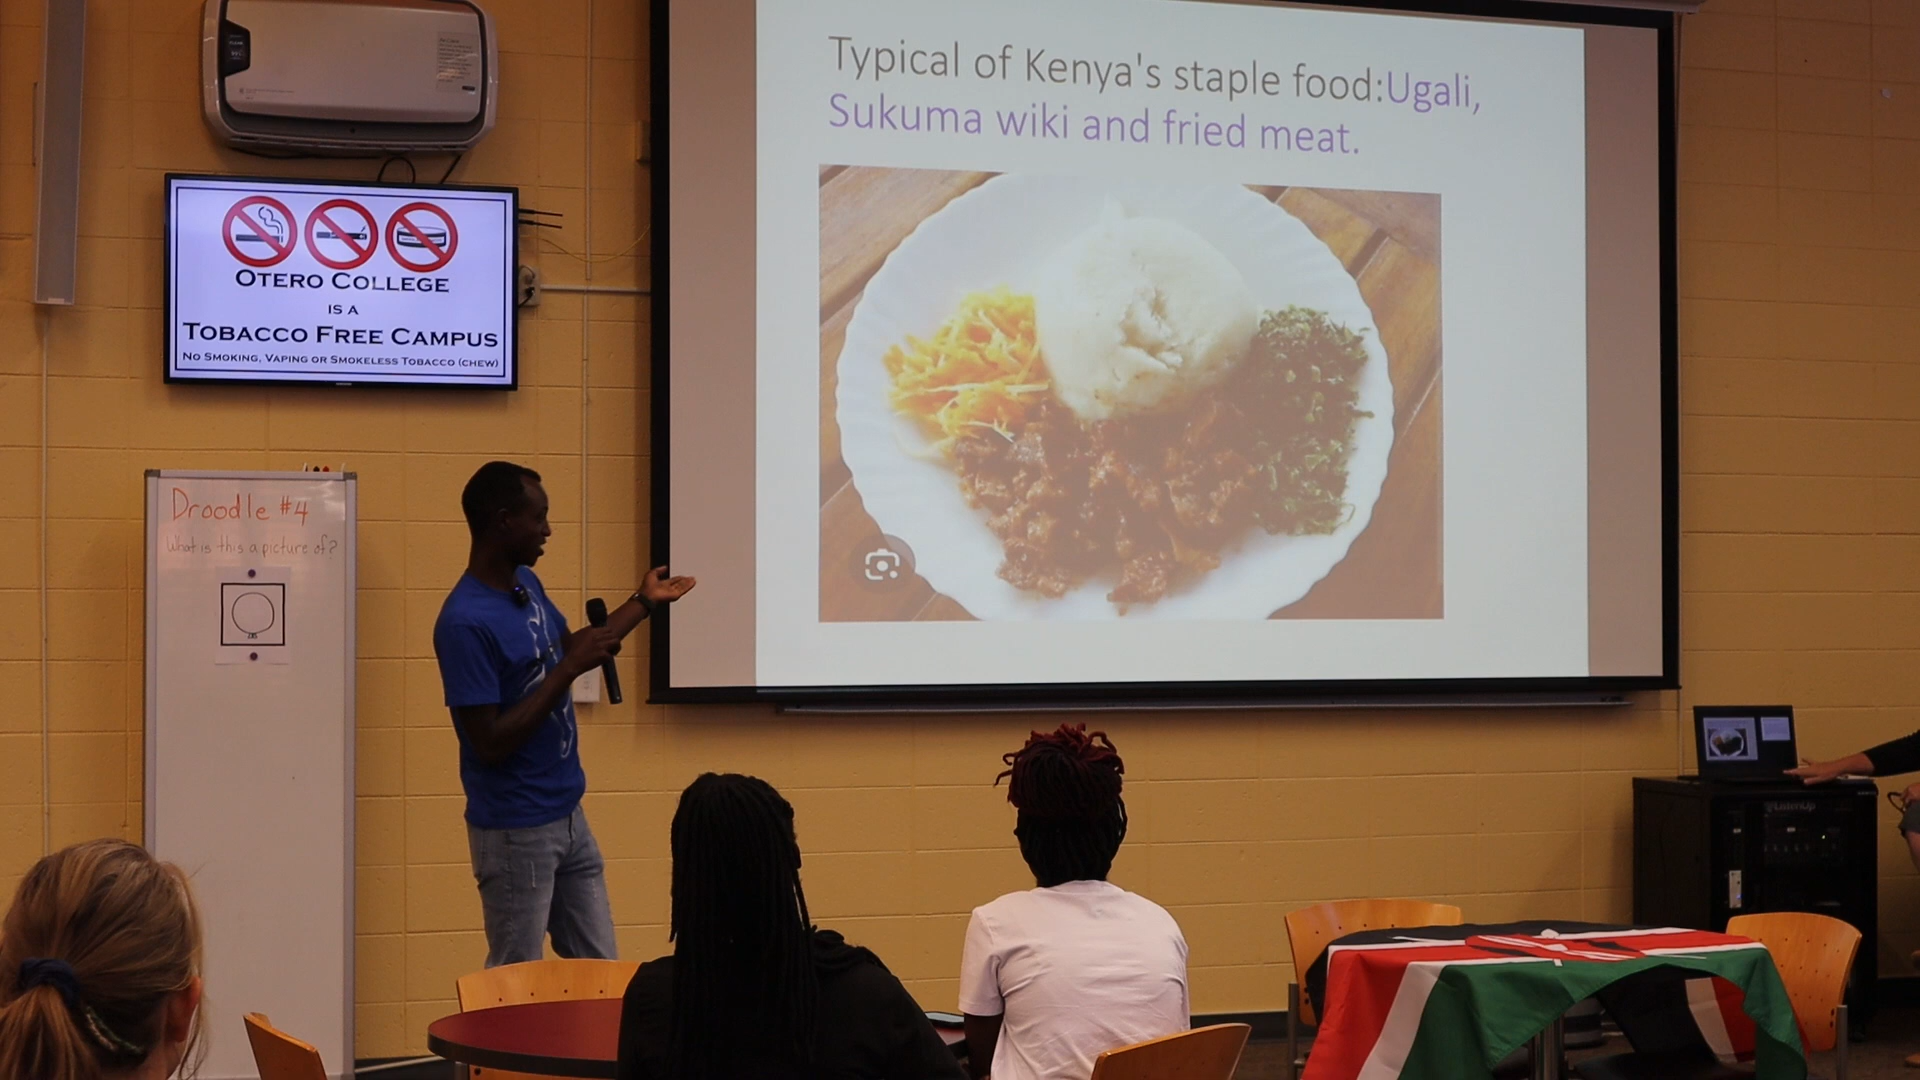 Typical of Kenya's staple food:Ugali,
Sukuma wiki and fried meat.
OTERO COLLEGE
IS A
TOBACCO FREE CAMPUS
NO SMOKING, VAPING OR SMOKELESS TOBACCO (CHEW)
Droodle #4
What is this a picture of?
ListenUp